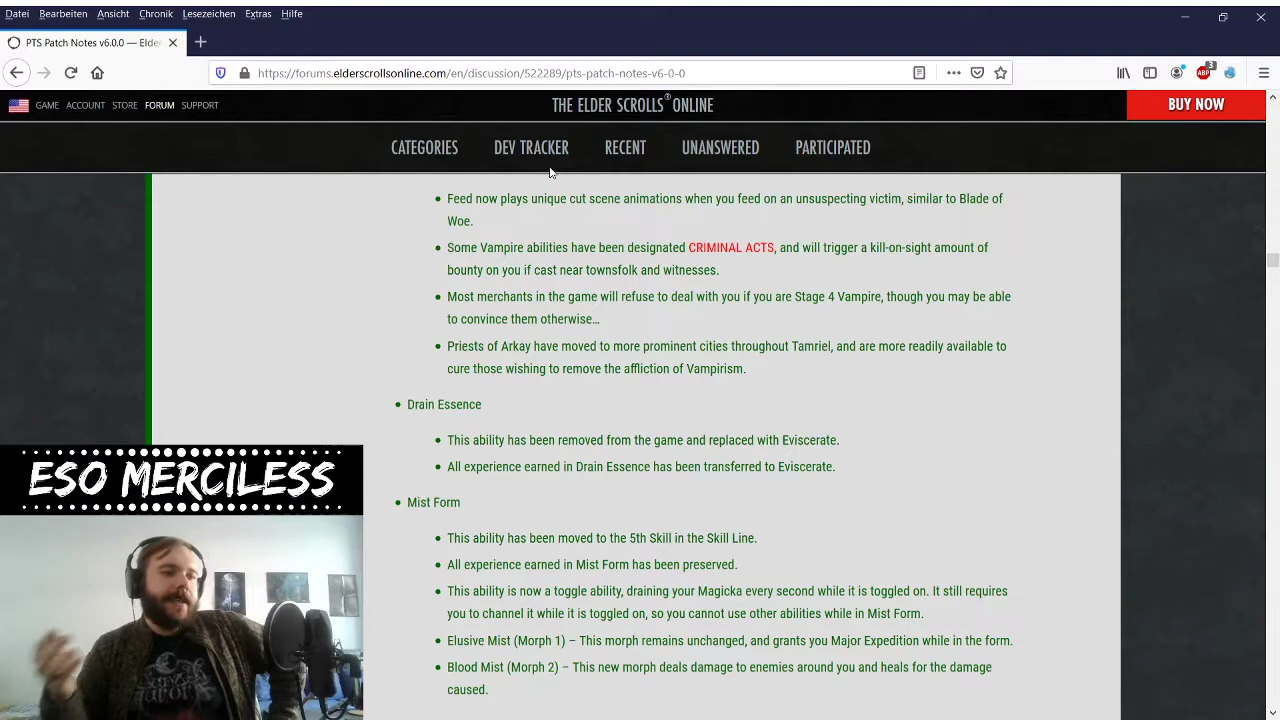 Datei Bearbeiten Ansicht Chronik Lesezeichen Extras Hilfe
PTS Patch Notes v6.0.0 — Elder
https://forums.elderscrollsonline.com/en/discussion/522289/pts-patch-notes-v6-0-0
ABP 3
GAME ACCOUNT STORE FORUM SUPPORT
THE ELDER SCROLLS® ONLINE
BUY NOW
CATEGORIES DEV TRACKER RECENT UNANSWERED PARTICIPATED
Feed now plays unique cut scene animations when you feed on an unsuspecting victim, similar to Blade of
Woe.
Some Vampire abilities have been designated CRIMINAL ACTS, and will trigger a kill-on-sight amount of
bounty on you if cast near townsfolk and witnesses.
Most merchants in the game will refuse to deal with you if you are Stage 4 Vampire, though you may be able
to convince them otherwise…
Priests of Arkay have moved to more prominent cities throughout Tamriel, and are more readily available to
cure those wishing to remove the affliction of Vampirism.
Drain Essence
This ability has been removed from the game and replaced with Eviscerate.
All experience earned in Drain Essence has been transferred to Eviscerate.
Mist Form
This ability has been moved to the 5th Skill in the Skill Line.
All experience earned in Mist Form has been preserved.
This ability is now a toggle ability, draining your Magicka every second while it is toggled on. It still requires
you to channel it while it is toggled on, so you cannot use other abilities while in Mist Form.
Elusive Mist (Morph 1) – This morph remains unchanged, and grants you Major Expedition while in the form.
Blood Mist (Morph 2) – This new morph deals damage to enemies around you and heals for the damage
caused.
ESO MERCILESS